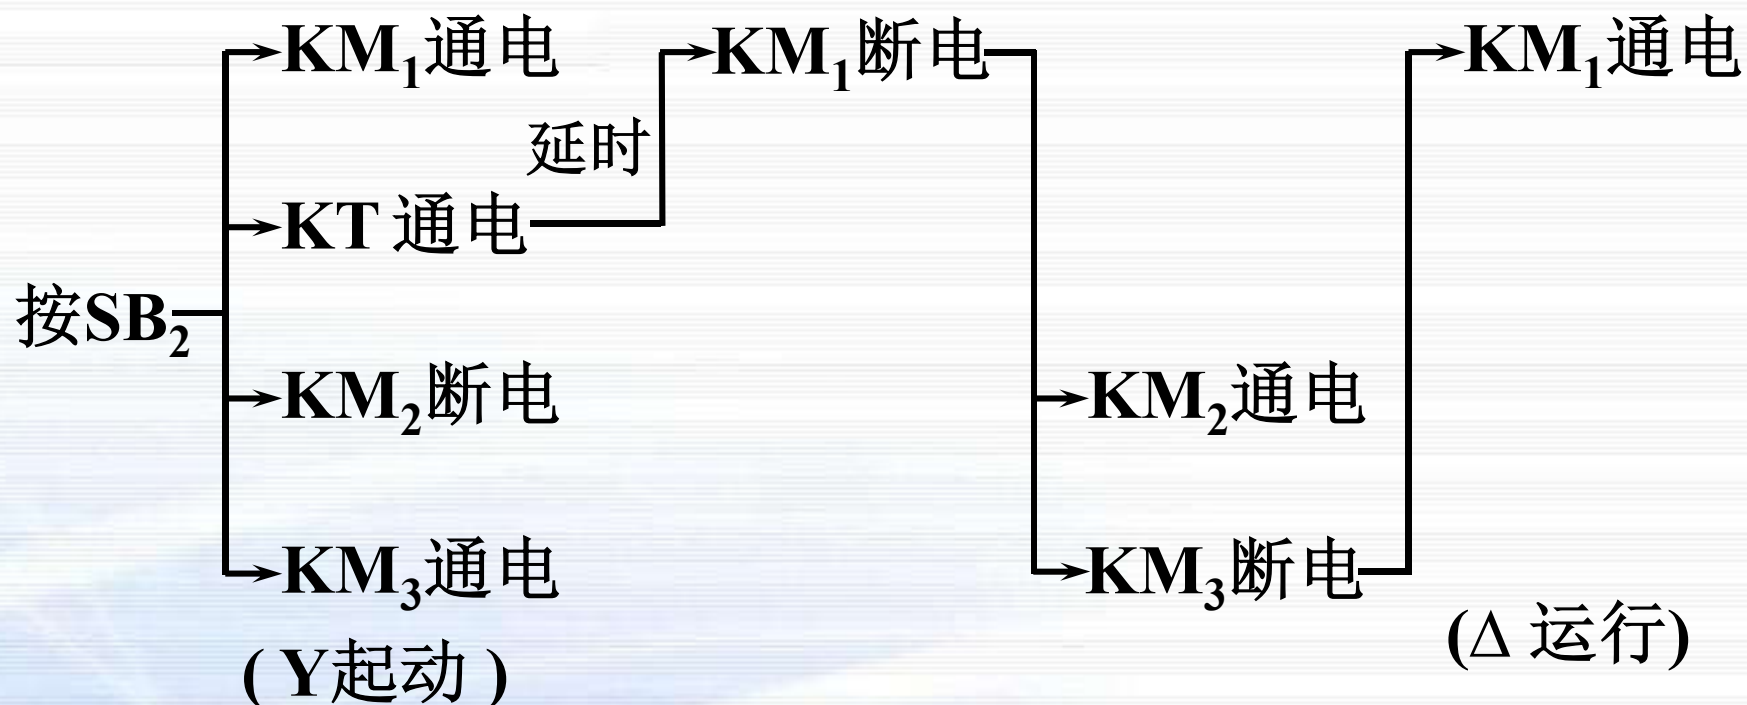 KM₁通电
KM₁断电
KM₁通电
延时
KT 通电
按SB₂
KM₂断电
KM₂通电
KM₃通电
KM₃断电
(Δ 运行)
( Y起动 )